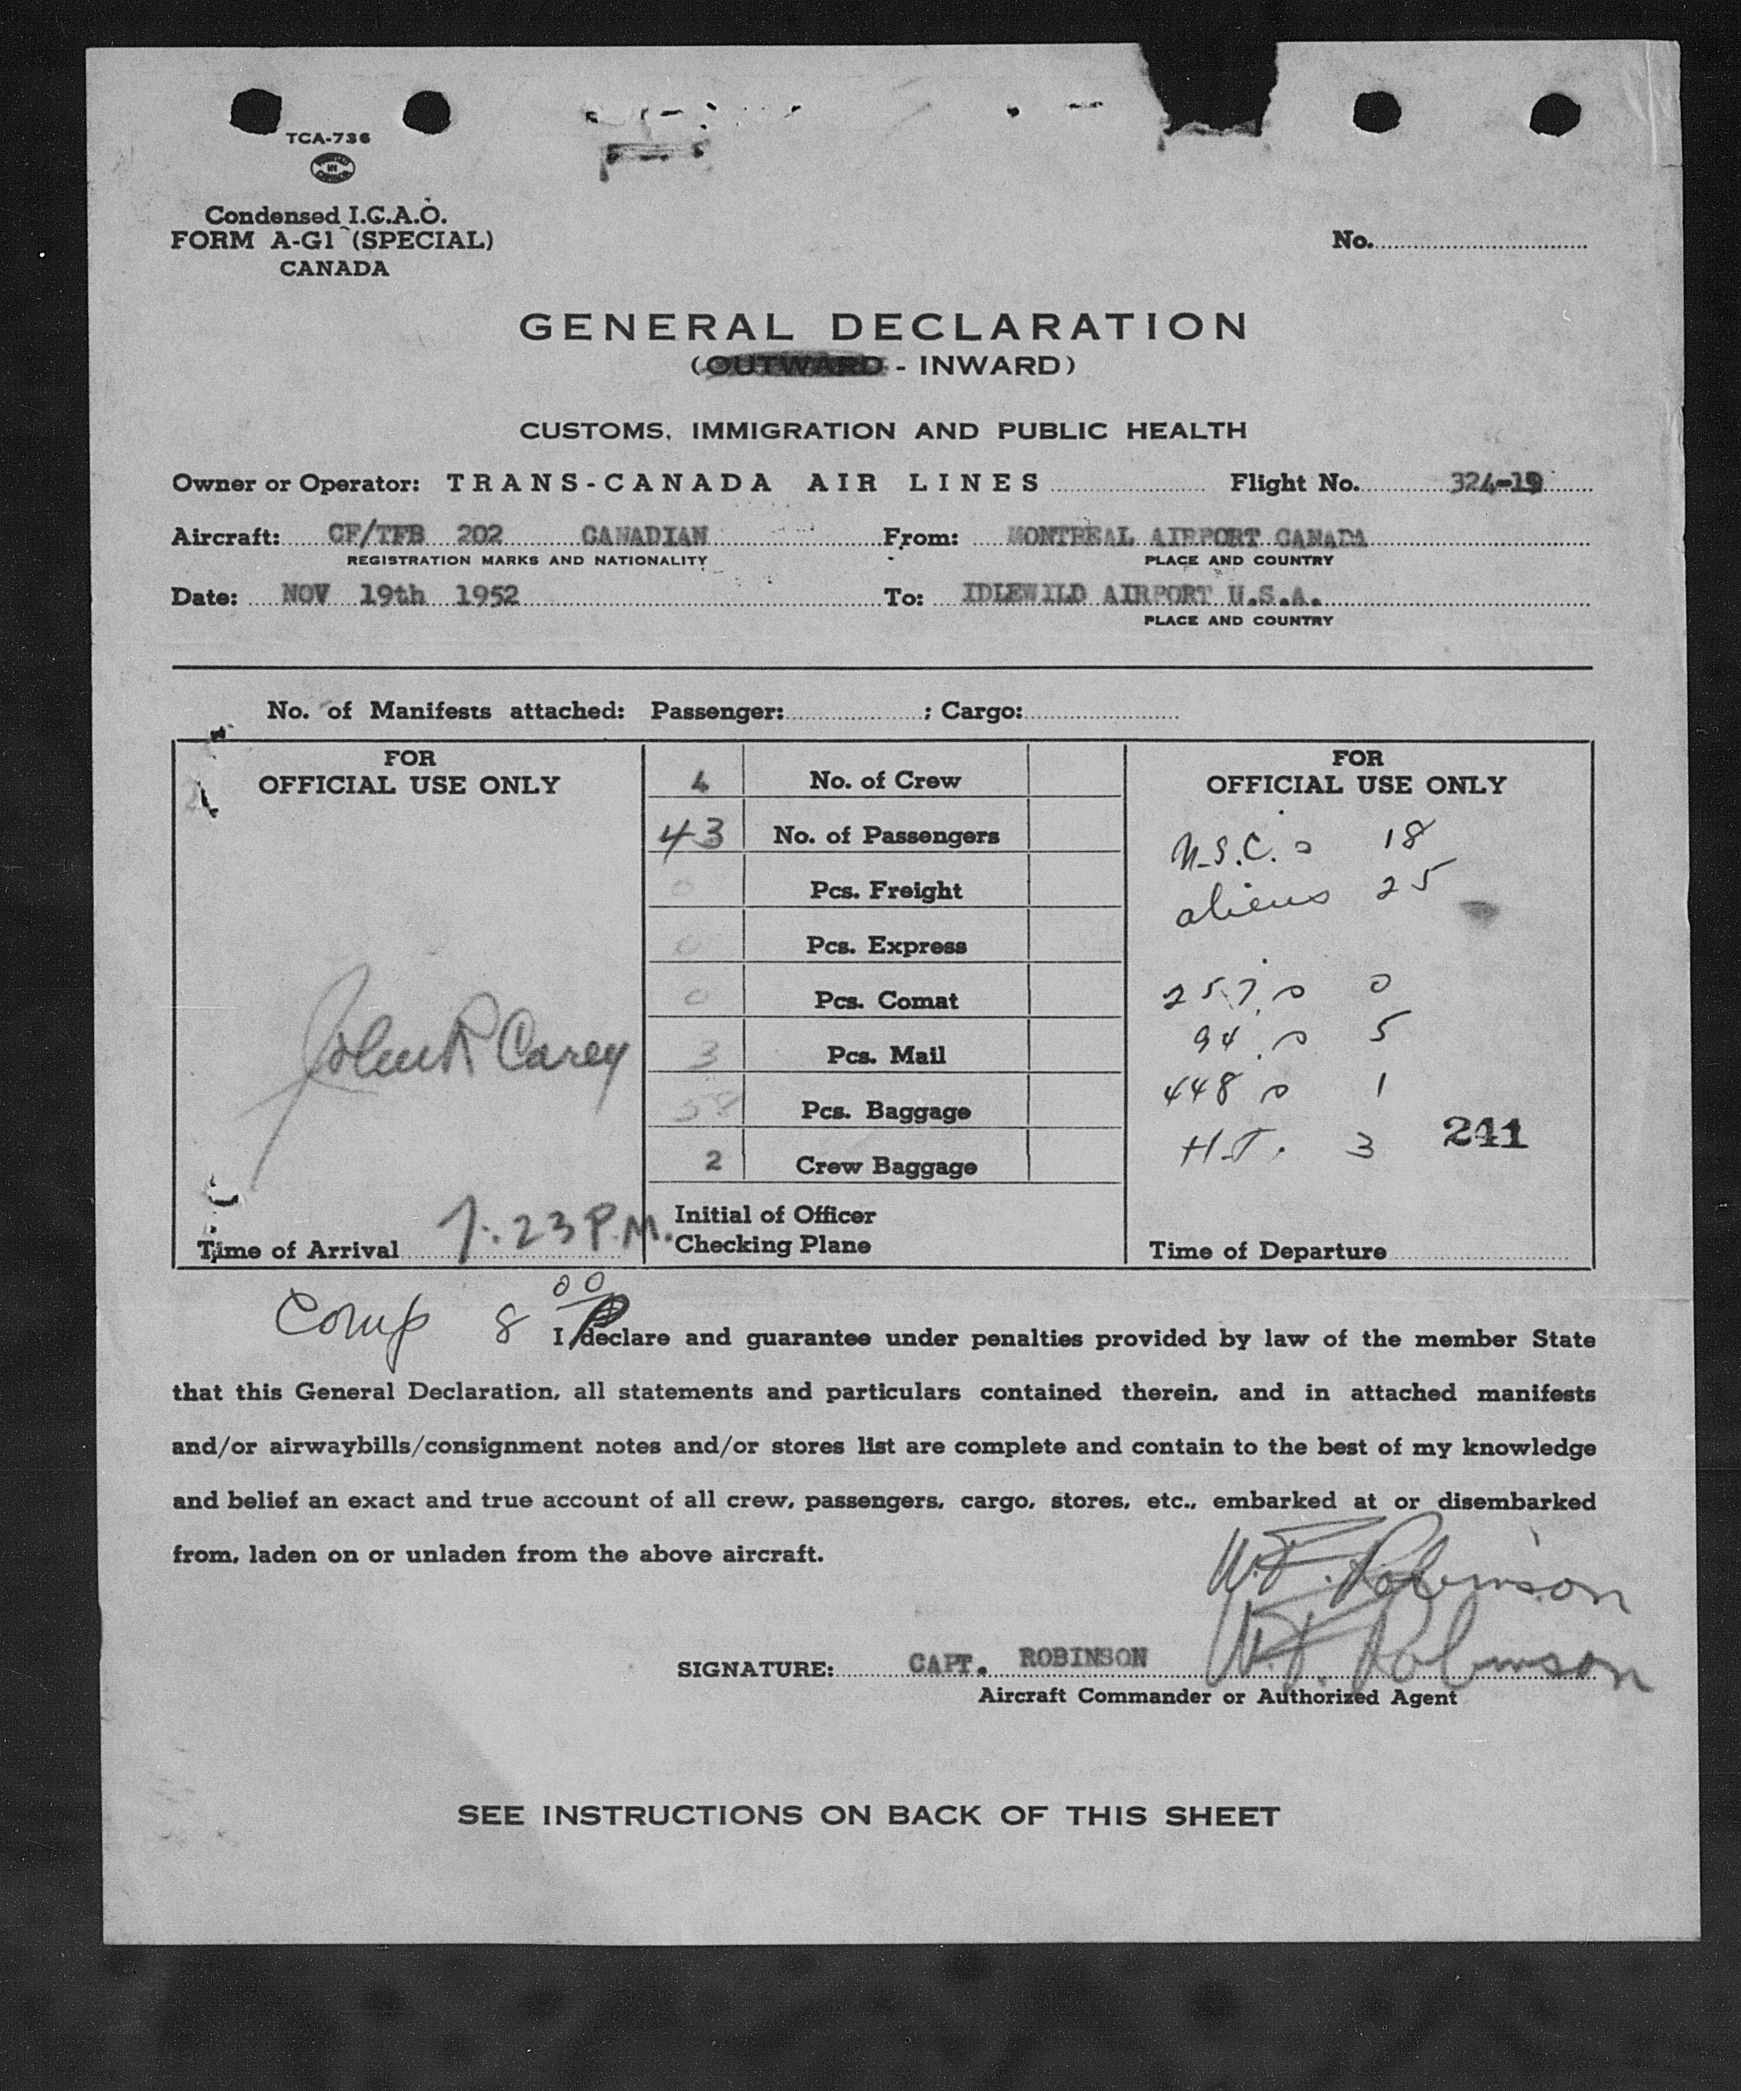 TCA-736
Condensed I.C.A.O.
FORM A-G1 (SPECIAL)
CANADA
No.
GENERAL DECLARATION
(OUTWARD - INWARD)
CUSTOMS, IMMIGRATION AND PUBLIC HEALTH
Owner or Operator: TRANS-CANADA AIR LINES Flight No. 324-19
Aircraft: CF/TFB 202 CANADIAN From: MONTREAL AIRPORT CANADA
REGISTRATION MARKS AND NATIONALITY PLACE AND COUNTRY
Date: NOV 19th 1952 To: IDLEWILD AIRPORT U.S.A.
PLACE AND COUNTRY
No. of Manifests attached: Passenger: ; Cargo:
FOR
OFFICIAL USE ONLY
John R Carey
Time of Arrival 7.23 P.M.
4 No. of Crew
43 No. of Passengers
0 Pcs. Freight
0 Pcs. Express
0 Pcs. Comat
3 Pcs. Mail
58 Pcs. Baggage
2 Crew Baggage
Initial of Officer
Checking Plane
FOR
OFFICIAL USE ONLY
U.S.C.s 18
aliens 25
257s 0
94s 5
448s 1
H.T. 3
241
Time of Departure
Comp 8 00 P
I declare and guarantee under penalties provided by law of the member State
that this General Declaration, all statements and particulars contained therein, and in attached manifests
and/or airwaybills/consignment notes and/or stores list are complete and contain to the best of my knowledge
and belief an exact and true account of all crew, passengers, cargo, stores, etc., embarked at or disembarked
from, laden on or unladen from the above aircraft.
W.F. Robinson
SIGNATURE: CAPT. ROBINSON W.F. Robinson
Aircraft Commander or Authorized Agent
SEE INSTRUCTIONS ON BACK OF THIS SHEET